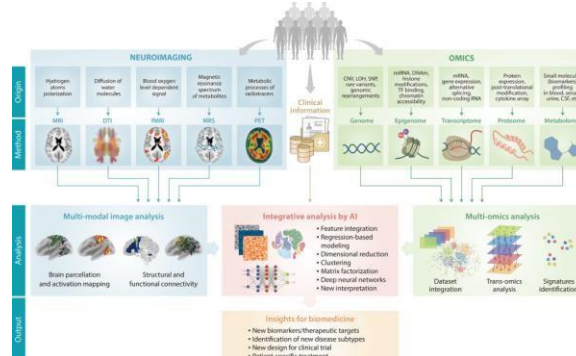 NEUROIMAGING
OMICS
Origin
Hydrogen
atoms
polarization
Diffusion of
water
molecules
Blood oxygen
level dependent
signal
Magnetic
resonance
spectrum of
metabolites
Metabolic
processes of
radiotracers
Clinical
information
CNV, LOH, SNP,
rare variants,
genomic
rearrangements
miRNA, DNAm,
histone
modifications,
TF binding,
chromatin
accessibility
mRNA,
gene expression,
alternative
splicing,
non-coding RNA
Protein
expression,
post-translational
modification,
cytokine array
Small molecule
(biomarkers)
profiling
in blood,
urine, CSF,
Method
MRI
DTI
fMRI
MRS
PET
Genome
Epigenome
Transcriptome
Proteome
Metabolome
Analysis
Multi-modal image analysis
Brain parcellation
and activation mapping
Structural and
functional connectivity
Integrative analysis by AI
• Feature integration
• Regression-based
modeling
• Dimensional reduction
• Clustering
• Matrix factorization
• Deep neural networks
• New interpretation
Multi-omics analysis
Dataset
integration
Trans-omics
analysis
Signatures
identification
Output
Insights for biomedicine
• New biomarkers/therapeutic targets
• Identification of new disease subtypes
• New design for clinical trial
• Patient-specific treatment